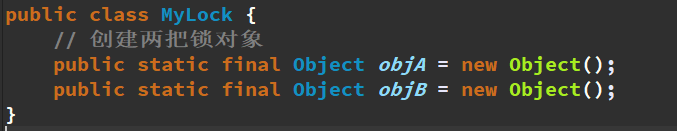 public class MyLock {
    // 创建两把锁对象
    public static final Object objA = new Object();
    public static final Object objB = new Object();
}